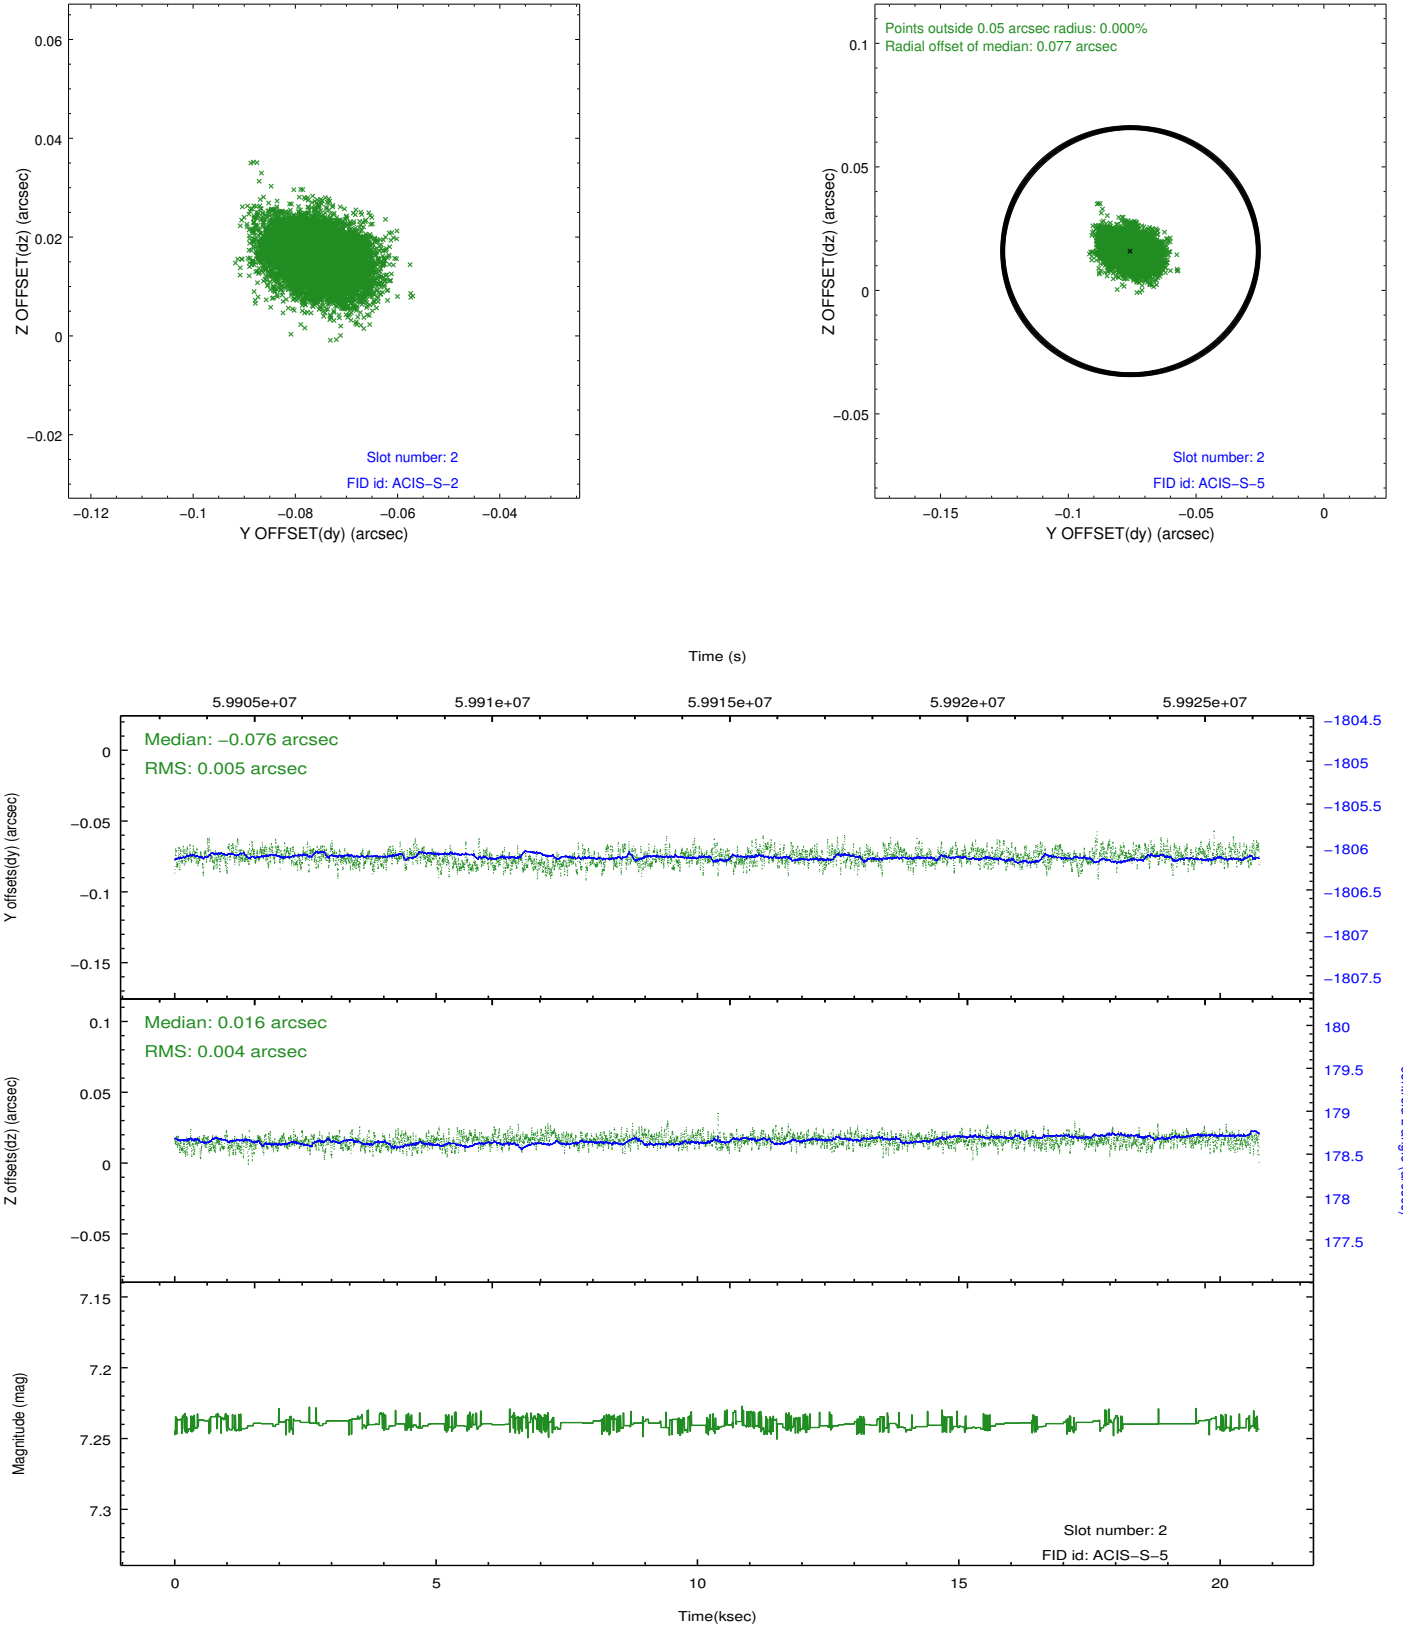 0.06
0.04
0.02
0
−0.02
Z OFFSET(dz) (arcsec)
−0.12
−0.1
−0.08
−0.06
−0.04
Y OFFSET(dy) (arcsec)
Slot number: 2
FID id: ACIS−S−2
Points outside 0.05 arcsec radius: 0.000%
Radial offset of median: 0.077 arcsec
0.1
0.05
0
−0.05
Z OFFSET(dz) (arcsec)
−0.15
−0.1
−0.05
0
Y OFFSET(dy) (arcsec)
Slot number: 2
FID id: ACIS−S−5
Time (s)
5.9905e+07
5.991e+07
5.9915e+07
5.992e+07
5.9925e+07
Median: −0.076 arcsec
RMS: 0.005 arcsec
0
−0.05
−0.1
−0.15
Y offsets(dy) (arcsec)
−1804.5
−1805
−1805.5
−1806
−1806.5
−1807
−1807.5
Median: 0.016 arcsec
RMS: 0.004 arcsec
0.1
0.05
0
−0.05
Z offsets(dz) (arcsec)
180
179.5
179
178.5
178
177.5
7.15
7.2
7.25
7.3
Magnitude (mag)
Slot number: 2
FID id: ACIS−S−5
0
5
10
15
20
Time(ksec)